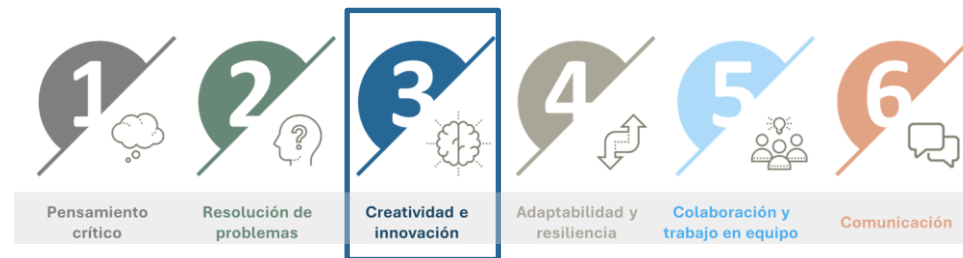 1
2
3
4
5
6
?
Pensamiento
crítico
Resolución de
problemas
Creatividad e
innovación
Adaptabilidad y
resiliencia
Colaboración y
trabajo en equipo
Comunicación